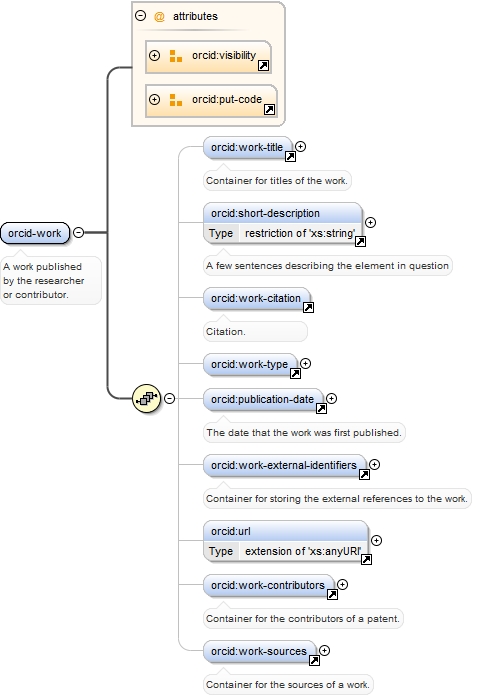 @ attributes
orcid:visibility
orcid:put-code
orcid:work-title
Container for titles of the work.
orcid:short-description
Type restriction of 'xs:string'
A few sentences describing the element in question
orcid-work
A work published
by the researcher
or contributor.
orcid:work-citation
Citation.
orcid:work-type
orcid:publication-date
The date that the work was first published.
orcid:work-external-identifiers
Container for storing the external references to the work.
orcid:url
Type extension of 'xs:anyURI'
orcid:work-contributors
Container for the contributors of a patent.
orcid:work-sources
Container for the sources of a work.